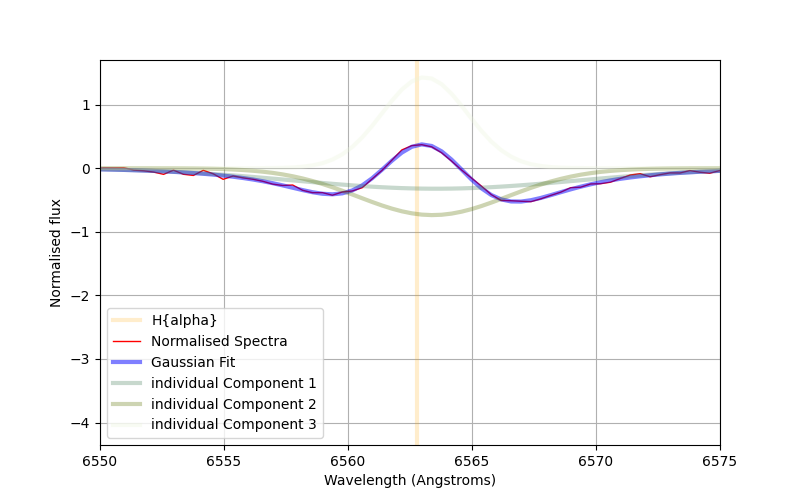 1
0
−1
−2
−3
−4
Normalised flux
H{alpha}
Normalised Spectra
Gaussian Fit
individual Component 1
individual Component 2
individual Component 3
6550 6555 6560 6565 6570 6575
Wavelength (Angstroms)